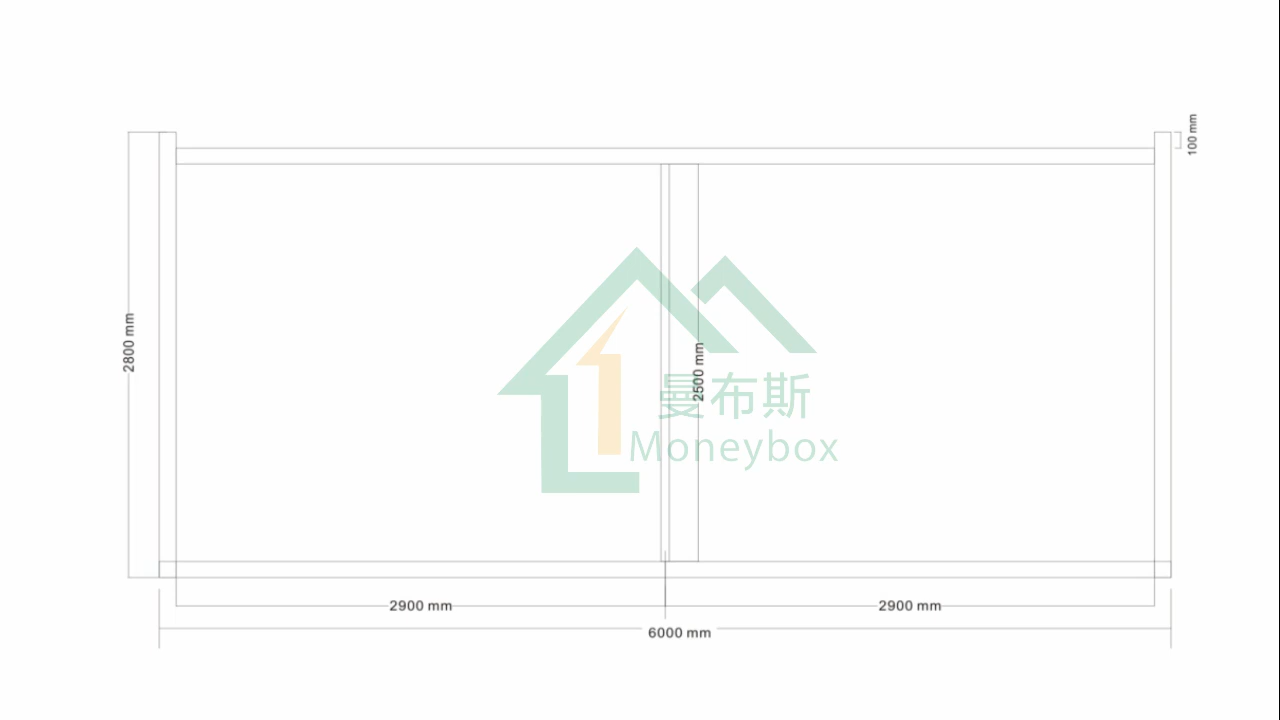 100 mm
2800 mm
2500 mm
曼布斯
Moneybox
2900 mm
2900 mm
6000 mm